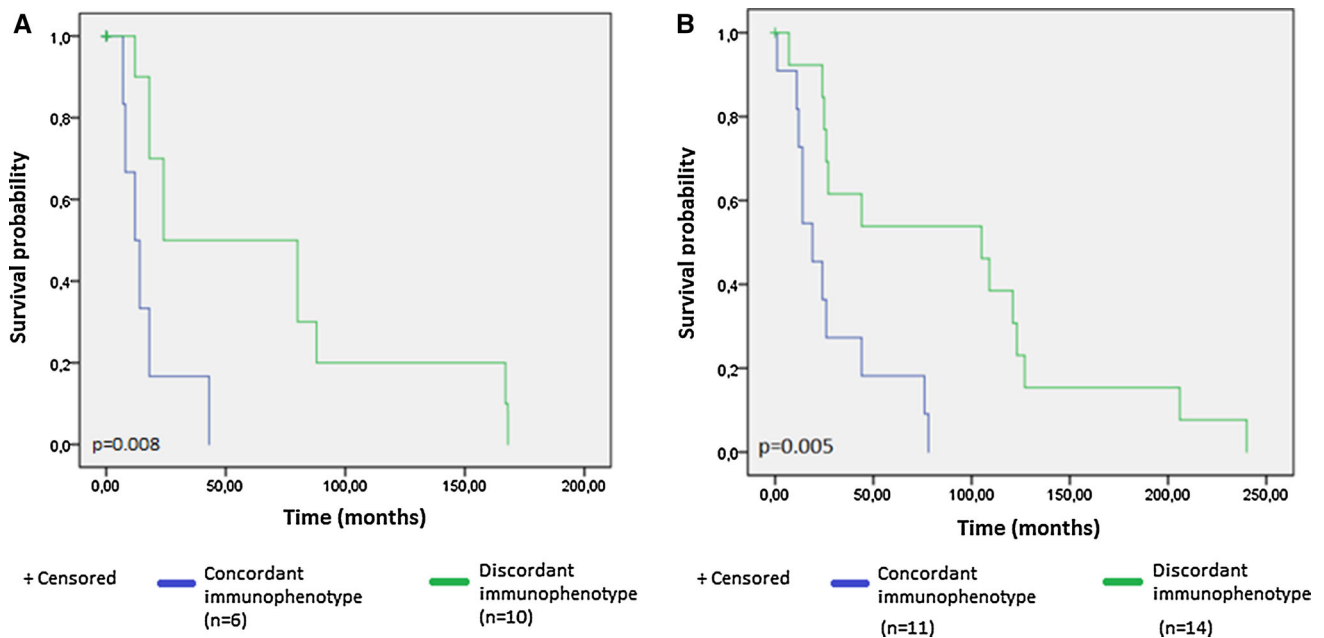 A
Survival probability
1,0
0,8
0,6
0,4
0,2
0,0
p=0.008
0,00 50,00 100,00 150,00 200,00
Time (months)
+ Censored
Concordant
immunophenotype
(n=6)
Discordant
immunophenotype
(n=10)
B
Survival probability
1,0
0,8
0,6
0,4
0,2
0,0
p=0.005
0,00 50,00 100,00 150,00 200,00 250,00
Time (months)
+ Censored
Concordant
immunophenotype
(n=11)
Discordant
immunophenotype
(n=14)